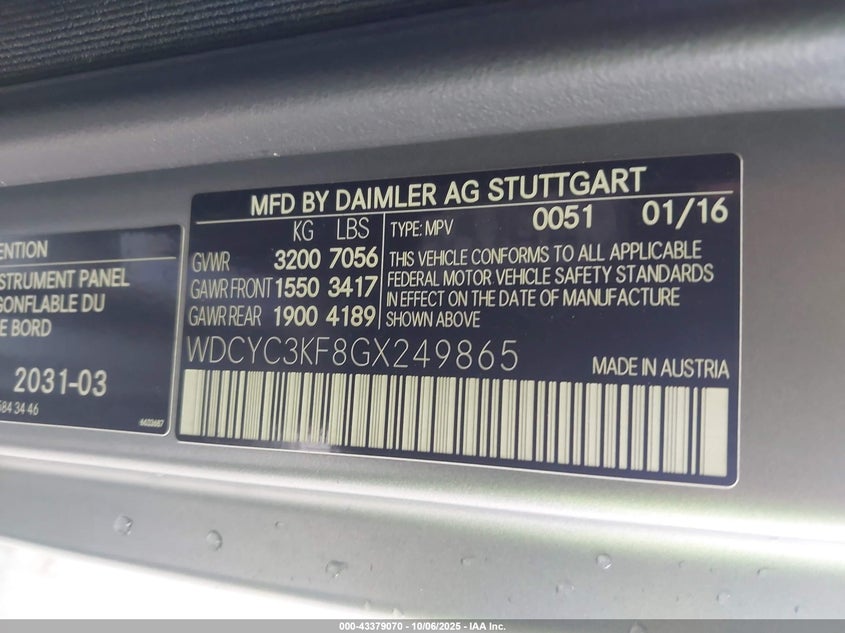 ENTION
STRUMENT PANEL
GONFLABLE DU
E BORD
2031-03
584 34 46
MFD BY DAIMLER AG STUTTGART
KG LBS
GVWR 3200 7056
GAWR FRONT 1550 3417
GAWR REAR 1900 4189
TYPE: MPV 0051 01/16
THIS VEHICLE CONFORMS TO ALL APPLICABLE
FEDERAL MOTOR VEHICLE SAFETY STANDARDS
IN EFFECT ON THE DATE OF MANUFACTURE
SHOWN ABOVE
WDCYC3KF8GX249865
MADE IN AUSTRIA
000-43379070 - 10/06/2025 - IAA Inc.